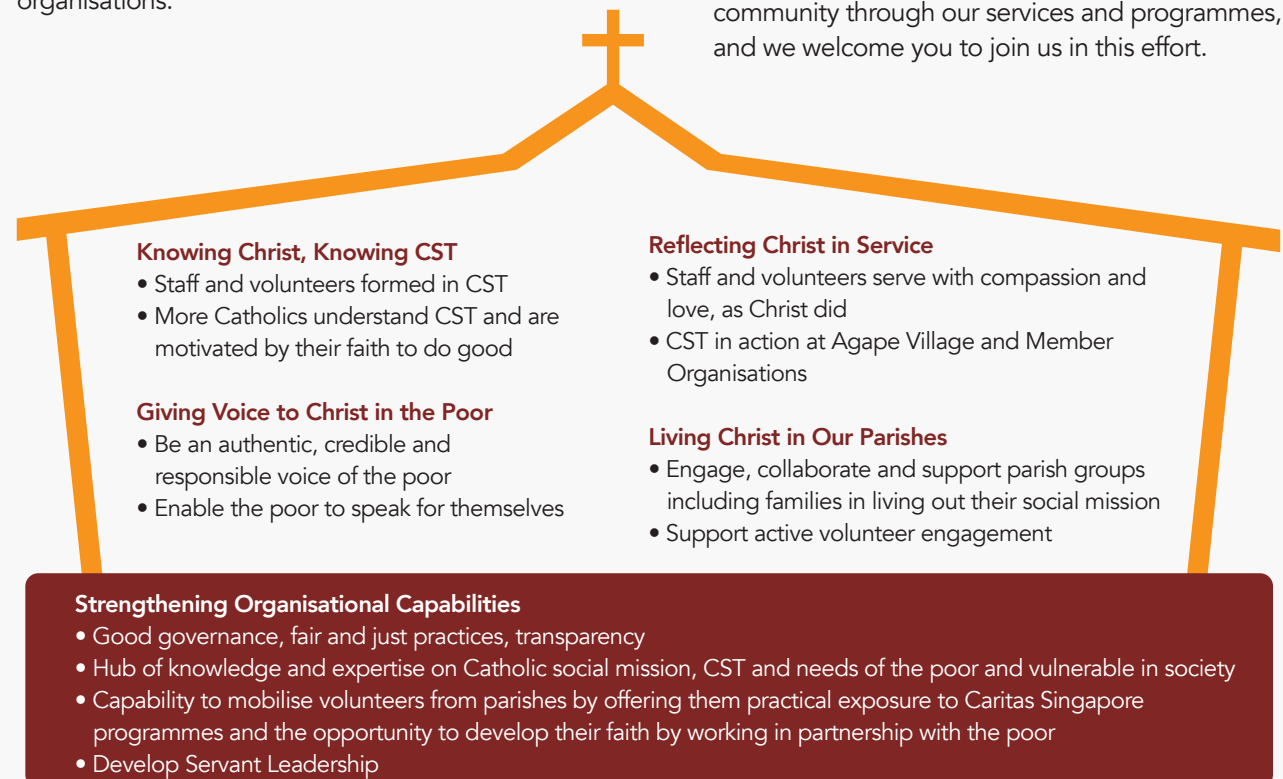 organisations.
community through our services and programmes,
and we welcome you to join us in this effort.
Knowing Christ, Knowing CST
• Staff and volunteers formed in CST
• More Catholics understand CST and are
motivated by their faith to do good
Giving Voice to Christ in the Poor
• Be an authentic, credible and
responsible voice of the poor
• Enable the poor to speak for themselves
Reflecting Christ in Service
• Staff and volunteers serve with compassion and
love, as Christ did
• CST in action at Agape Village and Member
Organisations
Living Christ in Our Parishes
• Engage, collaborate and support parish groups
including families in living out their social mission
• Support active volunteer engagement
Strengthening Organisational Capabilities
• Good governance, fair and just practices, transparency
• Hub of knowledge and expertise on Catholic social mission, CST and needs of the poor and vulnerable in society
• Capability to mobilise volunteers from parishes by offering them practical exposure to Caritas Singapore
programmes and the opportunity to develop their faith by working in partnership with the poor
• Develop Servant Leadership